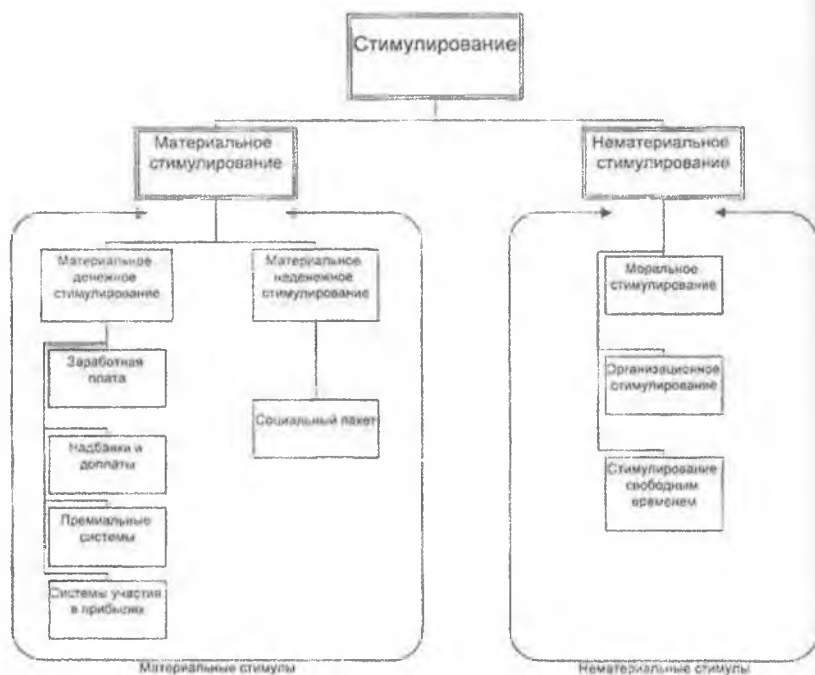 Стимулирование
Материальное
стимулирование
Нематериальное
стимулирование
Материальное
денежное
стимулирование
Материальное
неденежное
стимулирование
Моральное
стимулирование
Заработная
плата
Организационное
стимулирование
Социальный пакет
Надбавки и
доплаты
Стимулирование
свободным
временем
Премиальные
системы
Системы участия
в прибылях
Материальные стимулы
Нематериальные стимулы